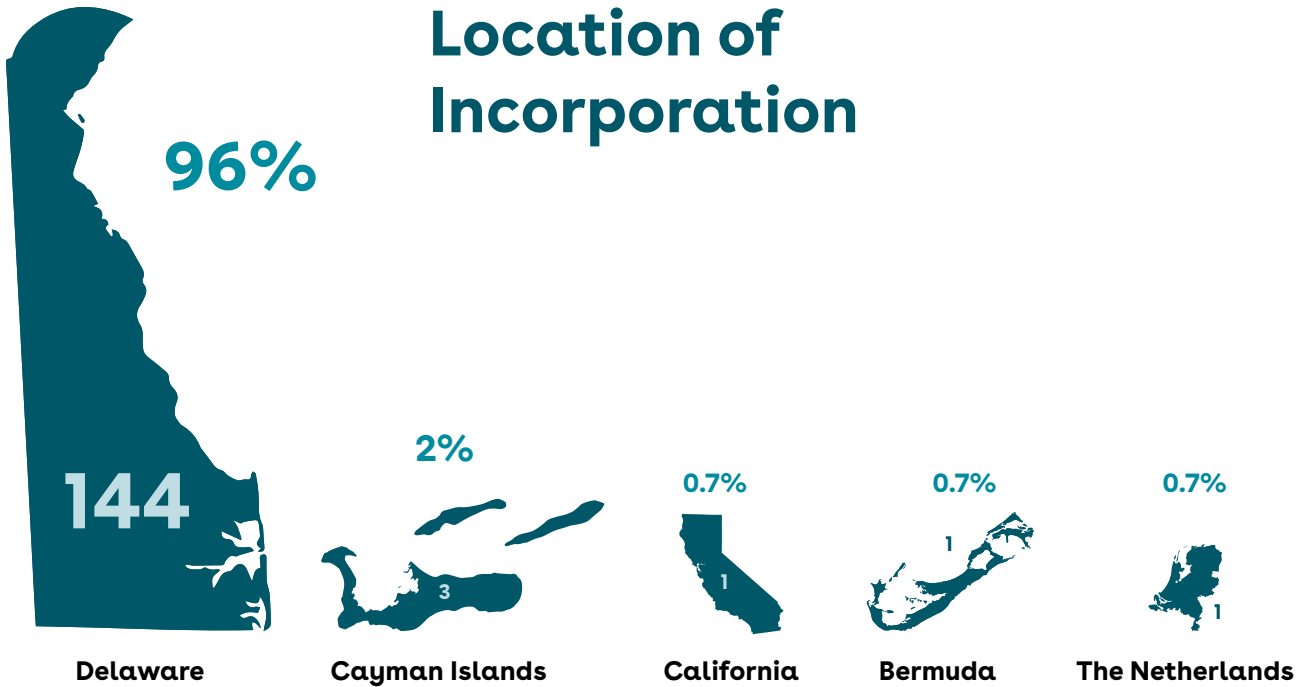 Location of
Incorporation
96%
144
Delaware
2%
3
Cayman Islands
0.7%
1
California
0.7%
1
Bermuda
0.7%
1
The Netherlands